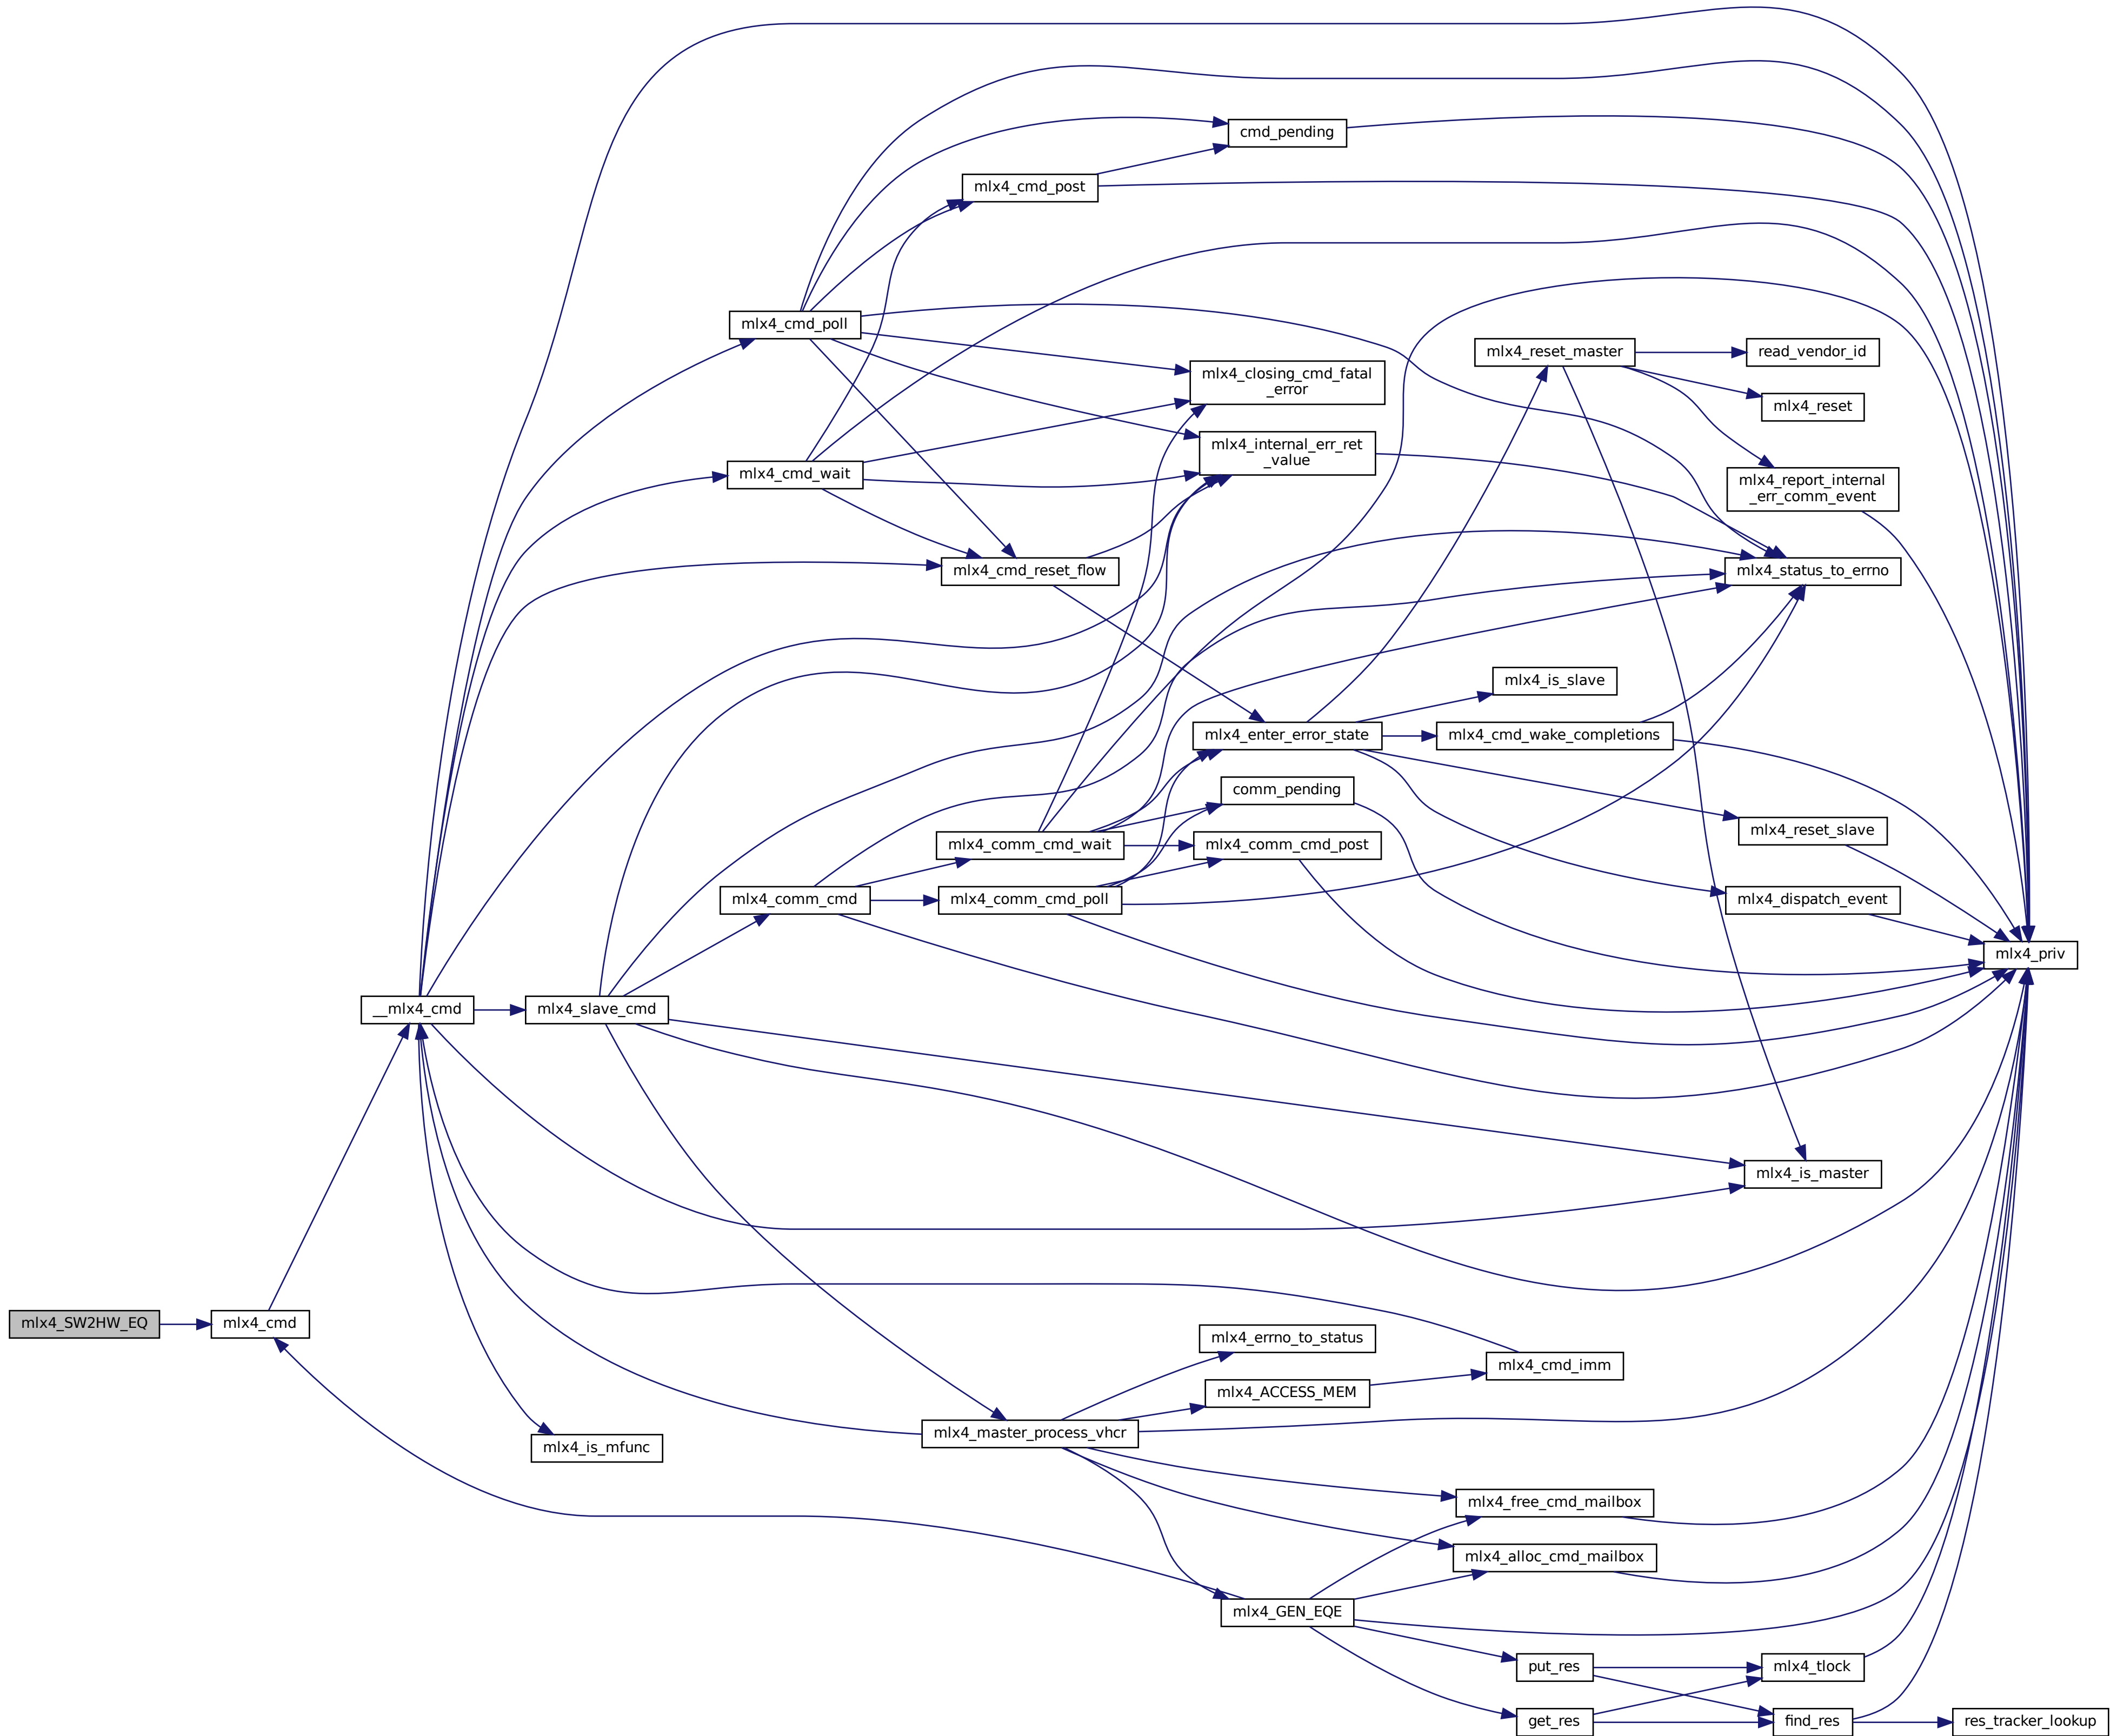 cmd_pending
mlx4_cmd_post
mlx4_cmd_poll
mlx4_reset_master
read_vendor_id
mlx4_closing_cmd_fatal
_error
mlx4_reset
mlx4_internal_err_ret
_value
mlx4_cmd_wait
mlx4_report_internal
_err_comm_event
mlx4_cmd_reset_flow
mlx4_status_to_errno
mlx4_is_slave
mlx4_enter_error_state
mlx4_cmd_wake_completions
comm_pending
mlx4_reset_slave
mlx4_comm_cmd_wait
mlx4_comm_cmd_post
mlx4_comm_cmd
mlx4_comm_cmd_poll
mlx4_dispatch_event
mlx4_priv
__mlx4_cmd
mlx4_slave_cmd
mlx4_is_master
mlx4_SW2HW_EQ
mlx4_cmd
mlx4_errno_to_status
mlx4_cmd_imm
mlx4_ACCESS_MEM
mlx4_master_process_vhcr
mlx4_is_mfunc
mlx4_free_cmd_mailbox
mlx4_alloc_cmd_mailbox
mlx4_GEN_EQE
put_res
mlx4_tlock
get_res
find_res
res_tracker_lookup